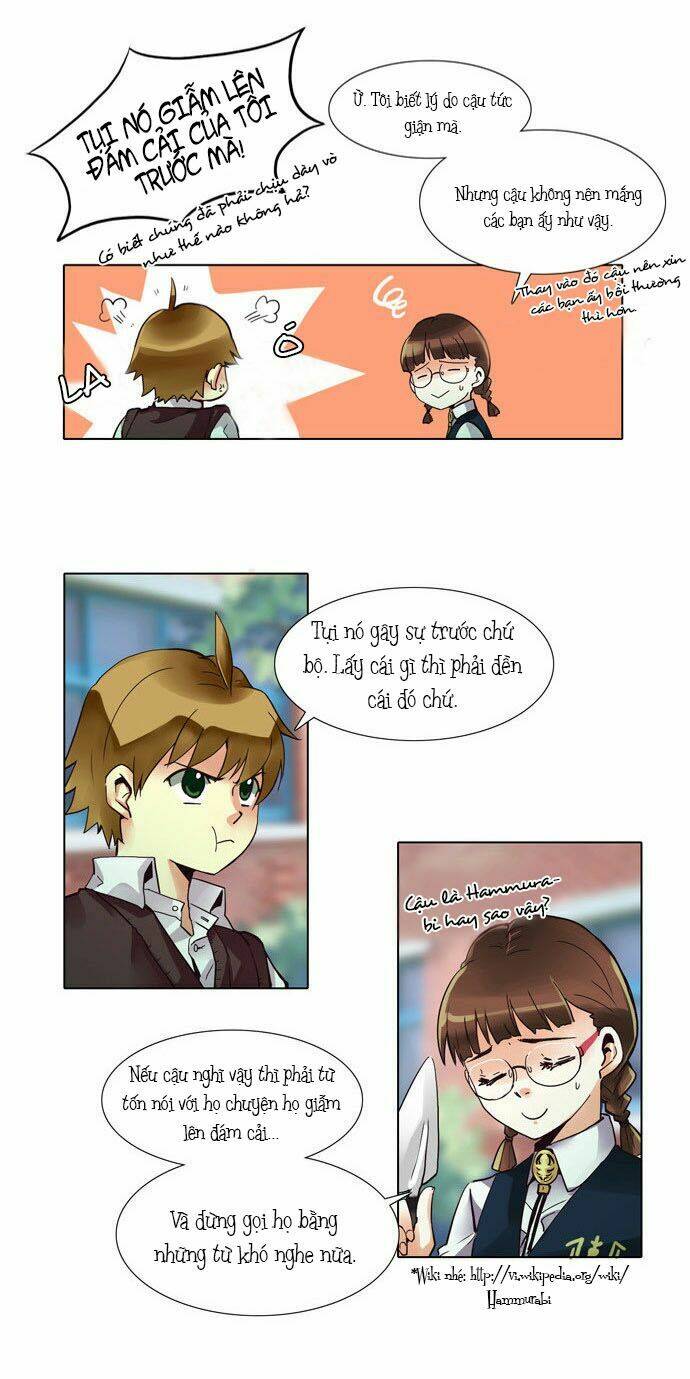 TỤI NÓ GIẪM LÊN
ĐÁM CẢI CỦA TÔI
TRƯỚC MÀ!
Ừ. Tôi biết lý do cậu tức
giận mà.
Nhưng cậu không nên mắng
các bạn ấy như vậy.
Có biết chúng đã phải chịu dày vò
như thế nào không hả?
Thay vào đó cậu nên xin
các bạn ấy bồi thường
thì hơn.
LA
Ó
Tụi nó gây sự trước chứ
bộ. Lấy cái gì thì phải đền
cái đó chứ.
Cậu là Hammura-
bi hay sao vậy?
Nếu cậu nghĩ vậy thì phải từ
tốn nói với họ chuyện họ giẫm
lên đám cải...
Và đừng gọi họ bằng
những từ khó nghe nữa.
*Wiki nhé: http://vi.wikipedia.org/wiki/
Hammurabi